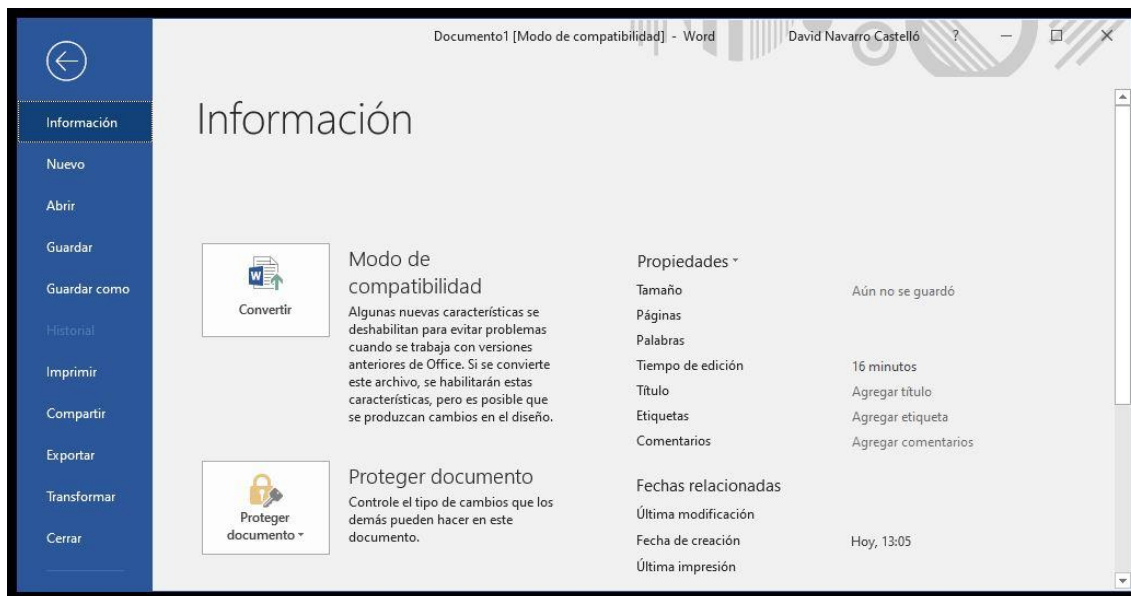 Documento1 [Modo de compatibilidad] - Word
David Navarro Castelló
?
Información
Nuevo
Abrir
Guardar
Guardar como
Historial
Imprimir
Compartir
Exportar
Transformar
Cerrar
Información
Convertir
Modo de
compatibilidad
Algunas nuevas características se
deshabilitan para evitar problemas
cuando se trabaja con versiones
anteriores de Office. Si se convierte
este archivo, se habilitarán estas
características, pero es posible que
se produzcan cambios en el diseño.
Proteger
documento
Proteger documento
Controle el tipo de cambios que los
demás pueden hacer en este
documento.
Propiedades
Tamaño Aún no se guardó
Páginas
Palabras
Tiempo de edición 16 minutos
Título Agregar título
Etiquetas Agregar etiqueta
Comentarios Agregar comentarios
Fechas relacionadas
Última modificación
Fecha de creación Hoy, 13:05
Última impresión